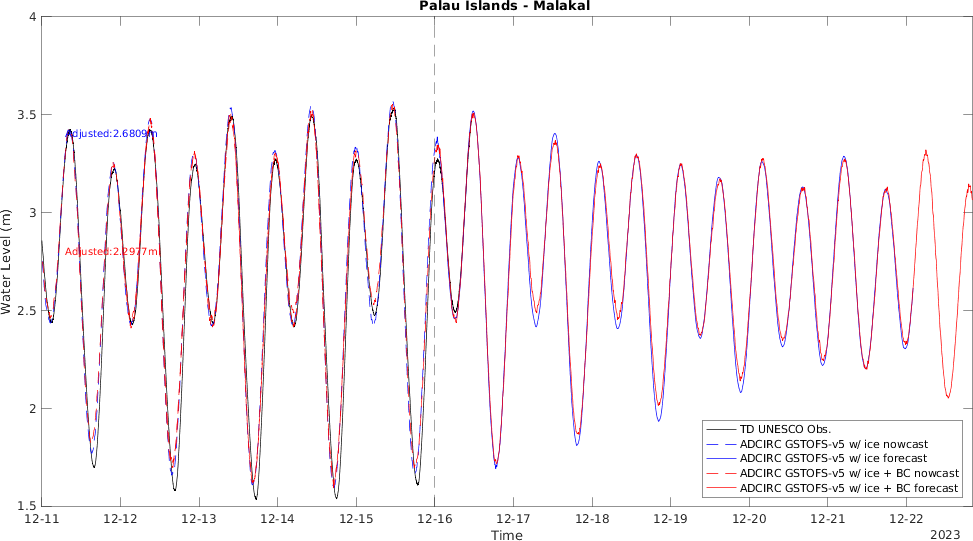 Palau Islands - Malakal
4
3.5
3
2.5
2
1.5
Water Level (m)
Adjusted:2.6809m
Adjusted:2.2977m
TD UNESCO Obs.
ADCIRC GSTOFS-v5 w/ ice nowcast
ADCIRC GSTOFS-v5 w/ ice forecast
ADCIRC GSTOFS-v5 w/ ice + BC nowcast
ADCIRC GSTOFS-v5 w/ ice + BC forecast
12-11 12-12 12-13 12-14 12-15 12-16 12-17 12-18 12-19 12-20 12-21 12-22
Time
2023